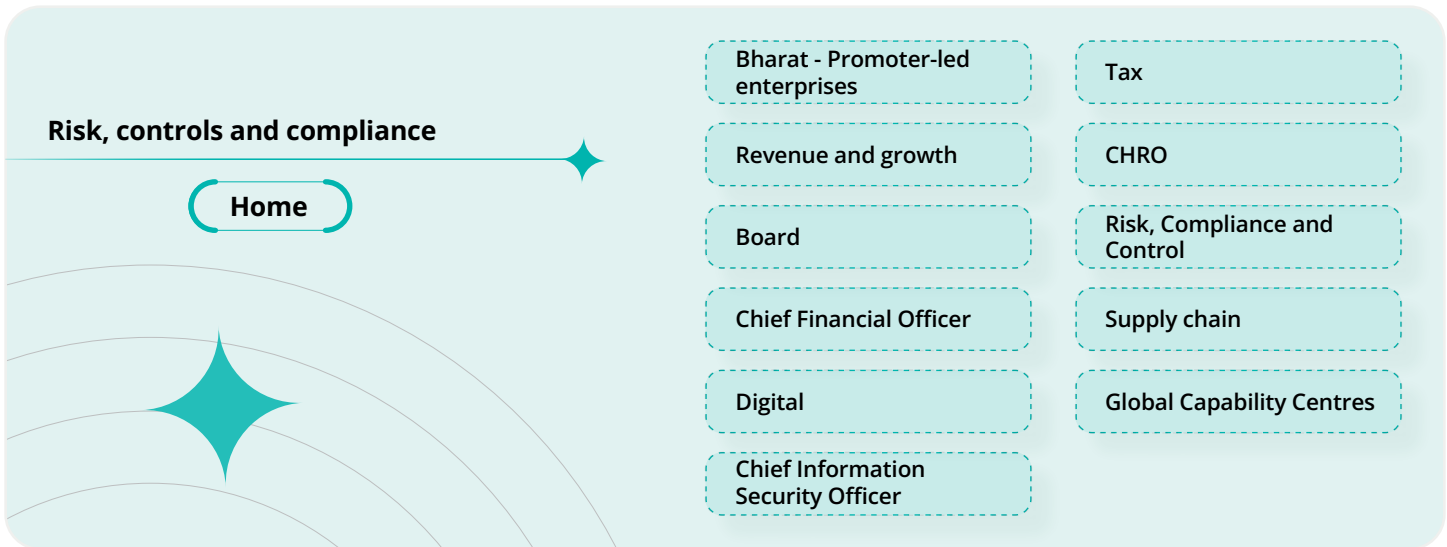 Risk, controls and compliance
Home
Bharat - Promoter-led
enterprises
Revenue and growth
Board
Chief Financial Officer
Digital
Chief Information
Security Officer
Tax
CHRO
Risk, Compliance and
Control
Supply chain
Global Capability Centres